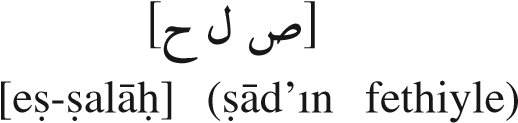 [ص ل ح]
[eṣ-ṣalāḥ] (ṣād’ın fethiyle)